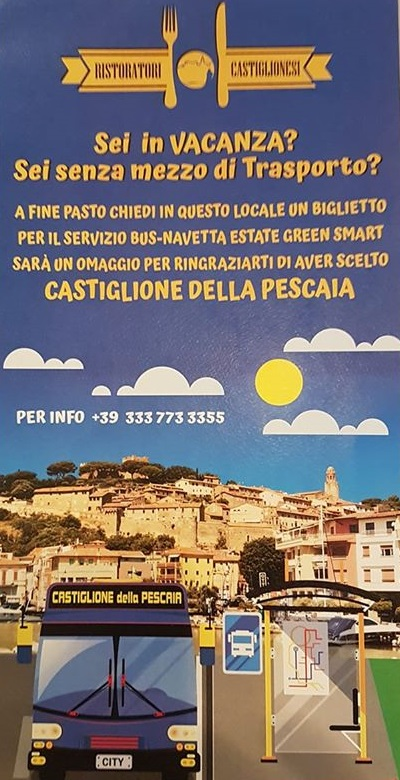 RISTORATORI CASTIGLIONESI
Sei in VACANZA?
Sei senza mezzo di Trasporto?
A FINE PASTO CHIEDI IN QUESTO LOCALE UN BIGLIETTO
PER IL SERVIZIO BUS-NAVETTA ESTATE GREEN SMART
SARÀ UN OMAGGIO PER RINGRAZIARTI DI AVER SCELTO
CASTIGLIONE DELLA PESCAIA
PER INFO +39 333 773 3355
CASTIGLIONE della PESCAIA
CITY